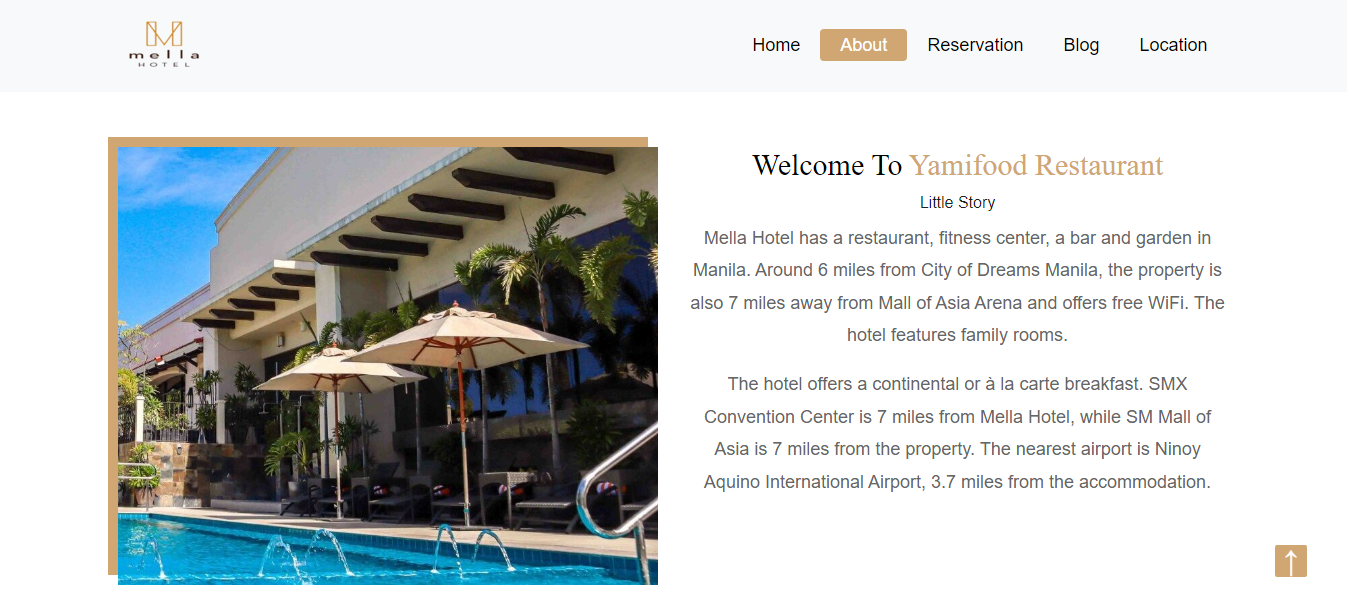 mella
HOTEL
Home
About
Reservation
Blog
Location
Welcome To Yamifood Restaurant
Little Story
Mella Hotel has a restaurant, fitness center, a bar and garden in
Manila. Around 6 miles from City of Dreams Manila, the property is
also 7 miles away from Mall of Asia Arena and offers free WiFi. The
hotel features family rooms.
The hotel offers a continental or à la carte breakfast. SMX
Convention Center is 7 miles from Mella Hotel, while SM Mall of
Asia is 7 miles from the property. The nearest airport is Ninoy
Aquino International Airport, 3.7 miles from the accommodation.